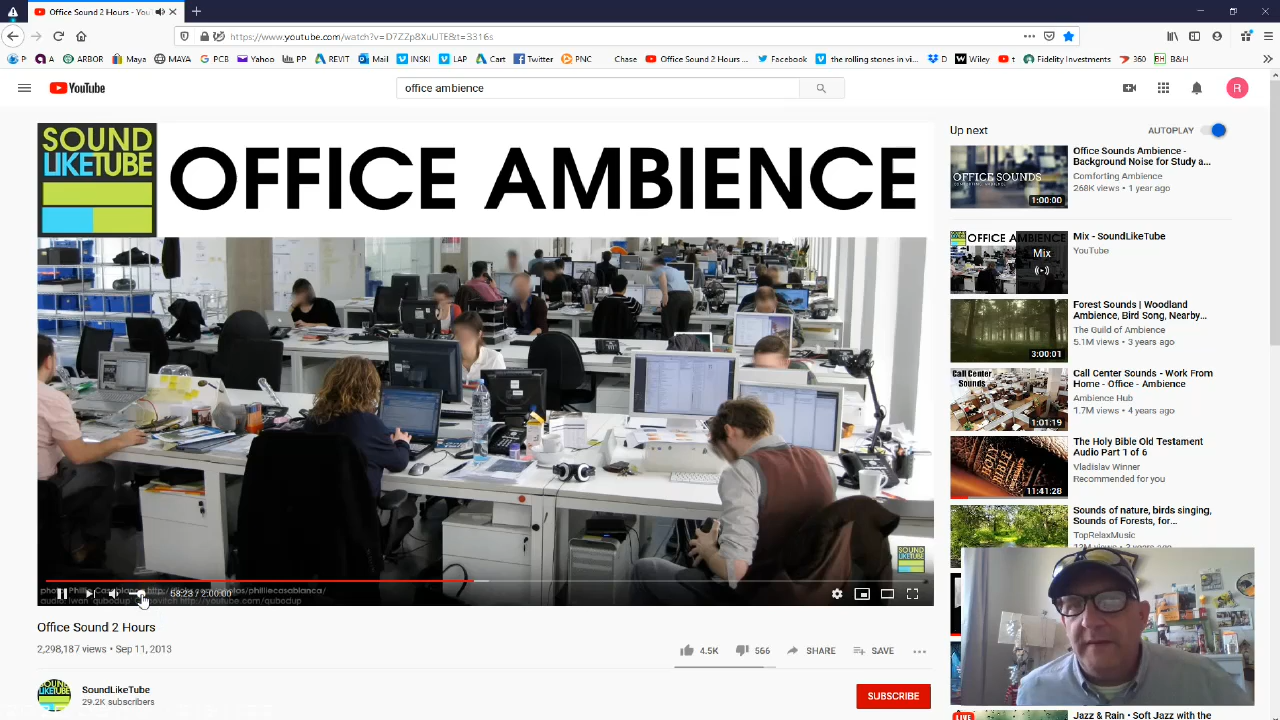 Office Sound 2 Hours - You
https://www.youtube.com/watch?v=D7ZZp8XuUTE&t=3316s
P
A
ARBOR
Maya
MAYA
PCB
Yahoo
PP
REVIT
Mail
INSKI
LAP
Cart
Twitter
PNC
Chase
Office Sound 2 Hours ...
Facebook
the rolling stones in vi...
D
Wiley
t
Fidelity Investments
360
B&H
YouTube
office ambience
R
SOUND
LIKETUBE
OFFICE AMBIENCE
58:23 / 2:00:00
Office Sound 2 Hours
2,298,187 views • Sep 11, 2013
4.5K
566
SHARE
SAVE
SoundLikeTube
29.2K subscribers
SUBSCRIBE
Up next
AUTOPLAY
OFFICE SOUNDS
1:00:00
Office Sounds Ambience -
Background Noise for Study a...
Comforting Ambience
268K views • 1 year ago
OFFICE AMBIENCE
Mix
Mix - SoundLikeTube
YouTube
3:00:01
Forest Sounds | Woodland
Ambience, Bird Song, Nearby...
The Guild of Ambience
5.1M views • 3 years ago
Call Center
Sounds
1:01:19
Call Center Sounds - Work From
Home - Office - Ambience
Ambience Hub
1.7M views • 4 years ago
HOLY BIBLE
11:41:28
The Holy Bible Old Testament
Audio Part 1 of 6
Vladislav Winner
Recommended for you
Sounds of nature, birds singing,
Sounds of Forests, for...
TopRelaxMusic
LIVE
Jazz & Rain • Soft Jazz with the